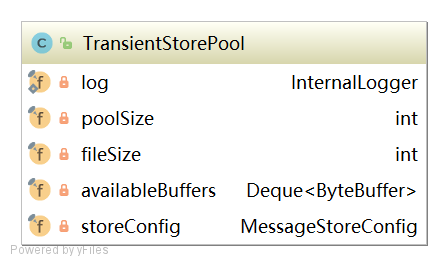 C TransientStorePool
f log InternalLogger
f poolSize int
f fileSize int
f availableBuffers Deque<ByteBuffer>
f storeConfig MessageStoreConfig
Powered by yFiles